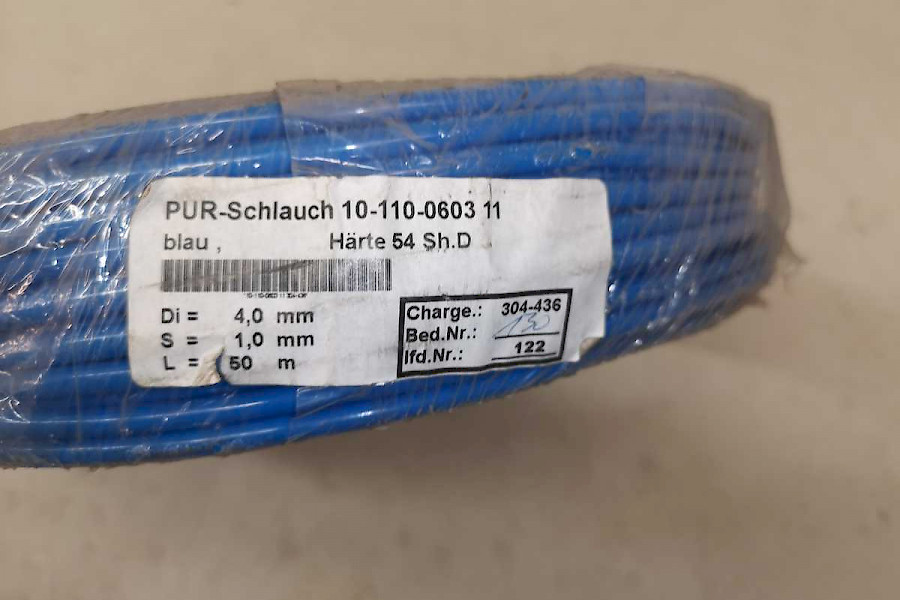 PUR-Schlauch 10-110-0603 11
blau , Härte 54 Sh.D
Di = 4,0 mm
S = 1,0 mm
L = 50 m
Charge.: 304-436
Bed.Nr.: 130
lfd.Nr.: 122